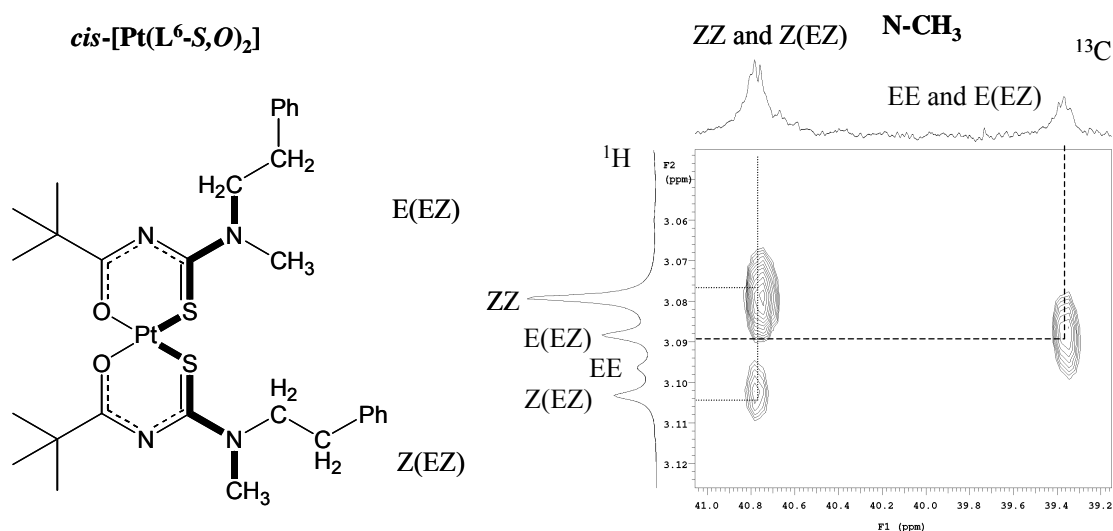 cis-[Pt(L⁶-S,O)₂]
Ph
CH₂
H₂C
N
N
CH₃
O
S
Pt
O
S
H₂
C
Ph
N
N
C
H₂
CH₃
E(EZ)
Z(EZ)
N-CH₃
ZZ and Z(EZ)
¹³C
EE and E(EZ)
¹H
F2
(ppm)
3.06
3.07
3.08
3.09
3.10
3.11
3.12
ZZ
E(EZ)
EE
Z(EZ)
41.0 40.8 40.6 40.4 40.2 40.0 39.8 39.6 39.4 39.2
F1 (ppm)